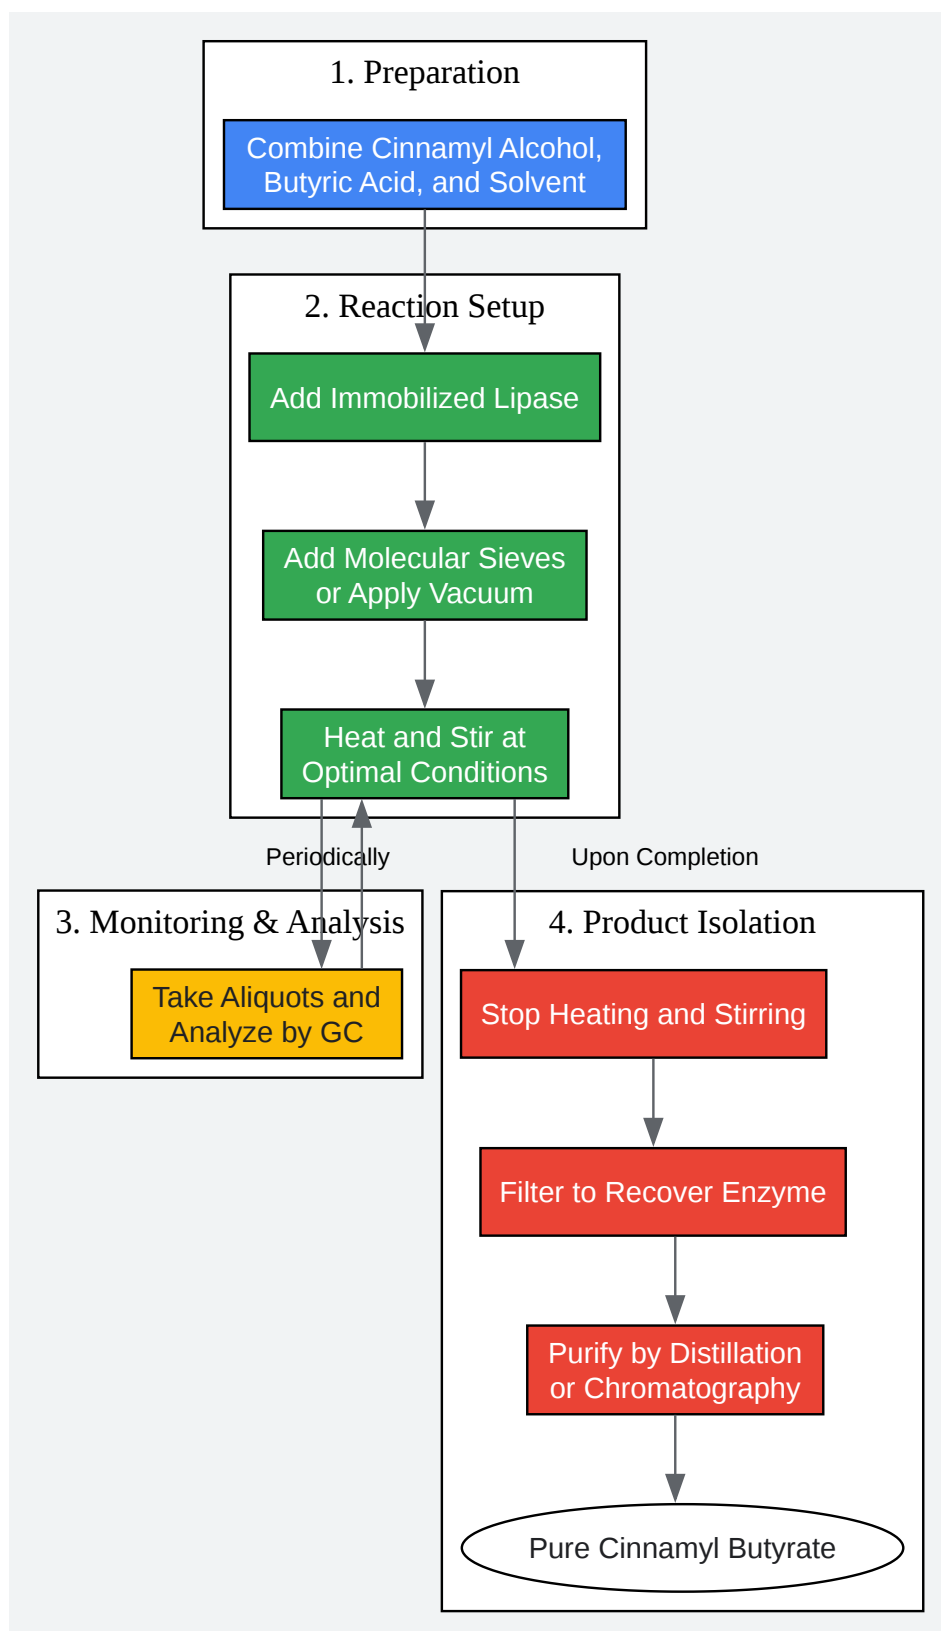 1. Preparation
Combine Cinnamyl Alcohol,
Butyric Acid, and Solvent
2. Reaction Setup
Add Immobilized Lipase
Add Molecular Sieves
or Apply Vacuum
Heat and Stir at
Optimal Conditions
Periodically
Upon Completion
3. Monitoring & Analysis
Take Aliquots and
Analyze by GC
4. Product Isolation
Stop Heating and Stirring
Filter to Recover Enzyme
Purify by Distillation
or Chromatography
Pure Cinnamyl Butyrate